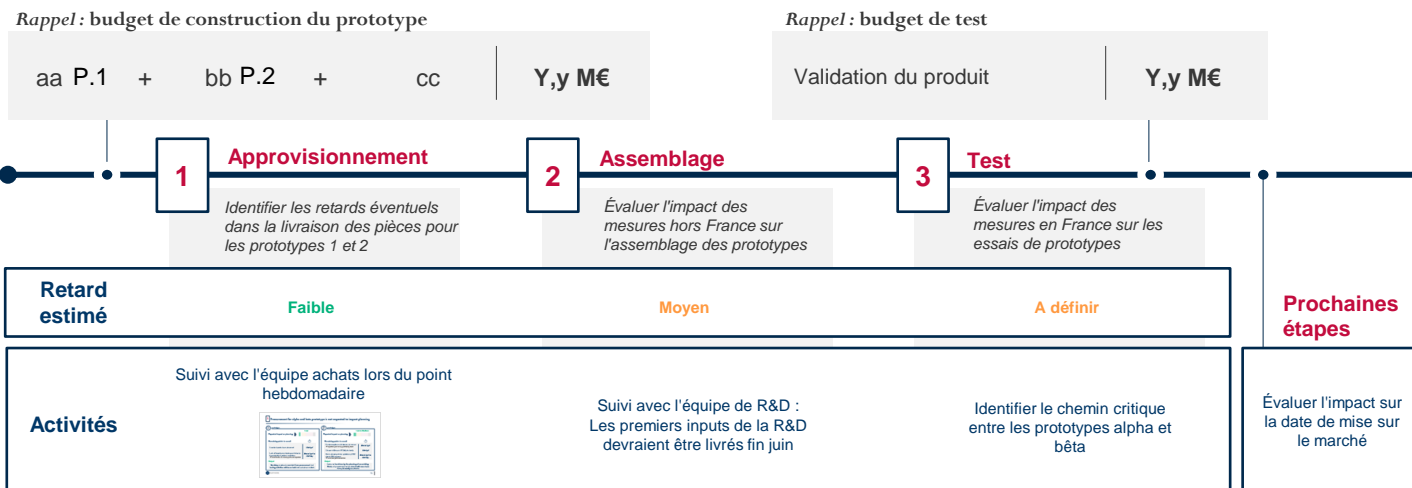 Rappel : budget de construction du prototype
Rappel : budget de test
aa P.1 + bb P.2 + cc Y,y M€
Validation du produit Y,y M€
1
Approvisionnement
Identifier les retards éventuels
dans la livraison des pièces pour
les prototypes 1 et 2
2
Assemblage
Évaluer l'impact des
mesures hors France sur
l'assemblage des prototypes
3
Test
Évaluer l'impact des
mesures en France sur les
essais de prototypes
Retard
estimé
Faible
Moyen
A définir
Prochaines
étapes
Activités
Suivi avec l'équipe achats lors du point
hebdomadaire
Suivi avec l'équipe de R&D :
Les premiers inputs de la R&D
devraient être livrés fin juin
Identifier le chemin critique
entre les prototypes alpha et
bêta
Évaluer l'impact sur
la date de mise sur
le marché